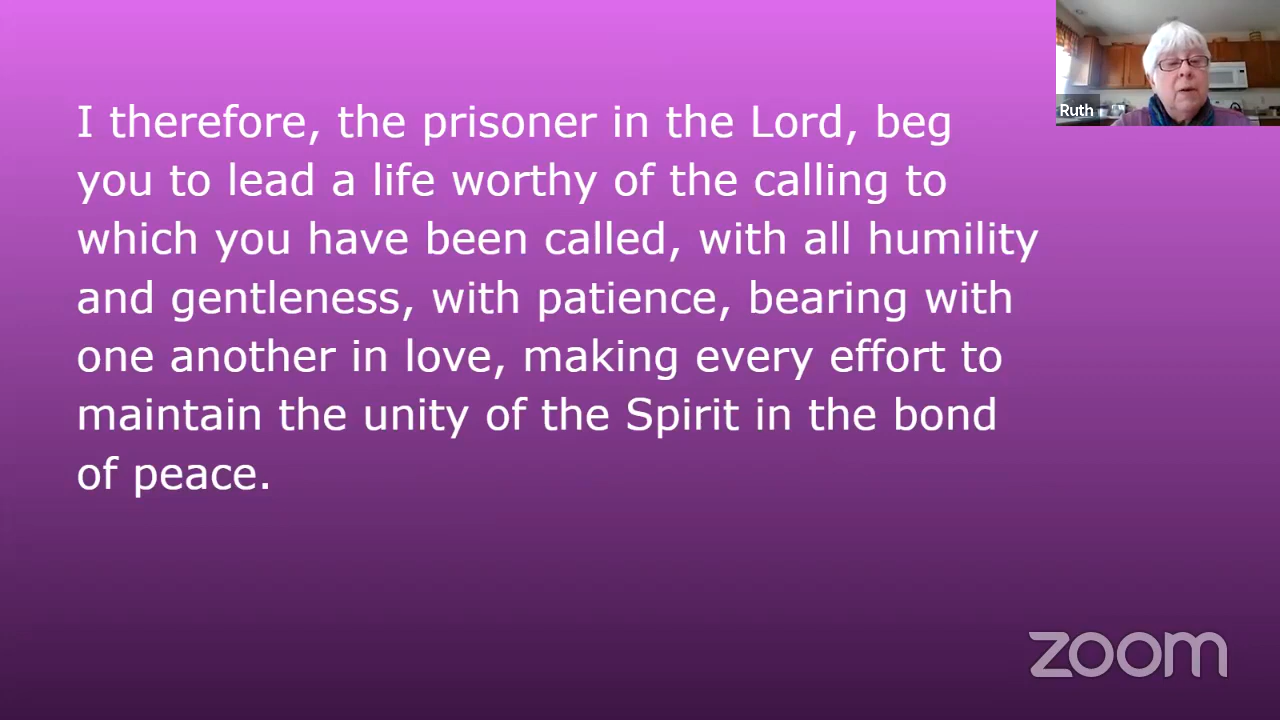 I therefore, the prisoner in the Lord, beg
you to lead a life worthy of the calling to
which you have been called, with all humility
and gentleness, with patience, bearing with
one another in love, making every effort to
maintain the unity of the Spirit in the bond
of peace.
Ruth
zoom